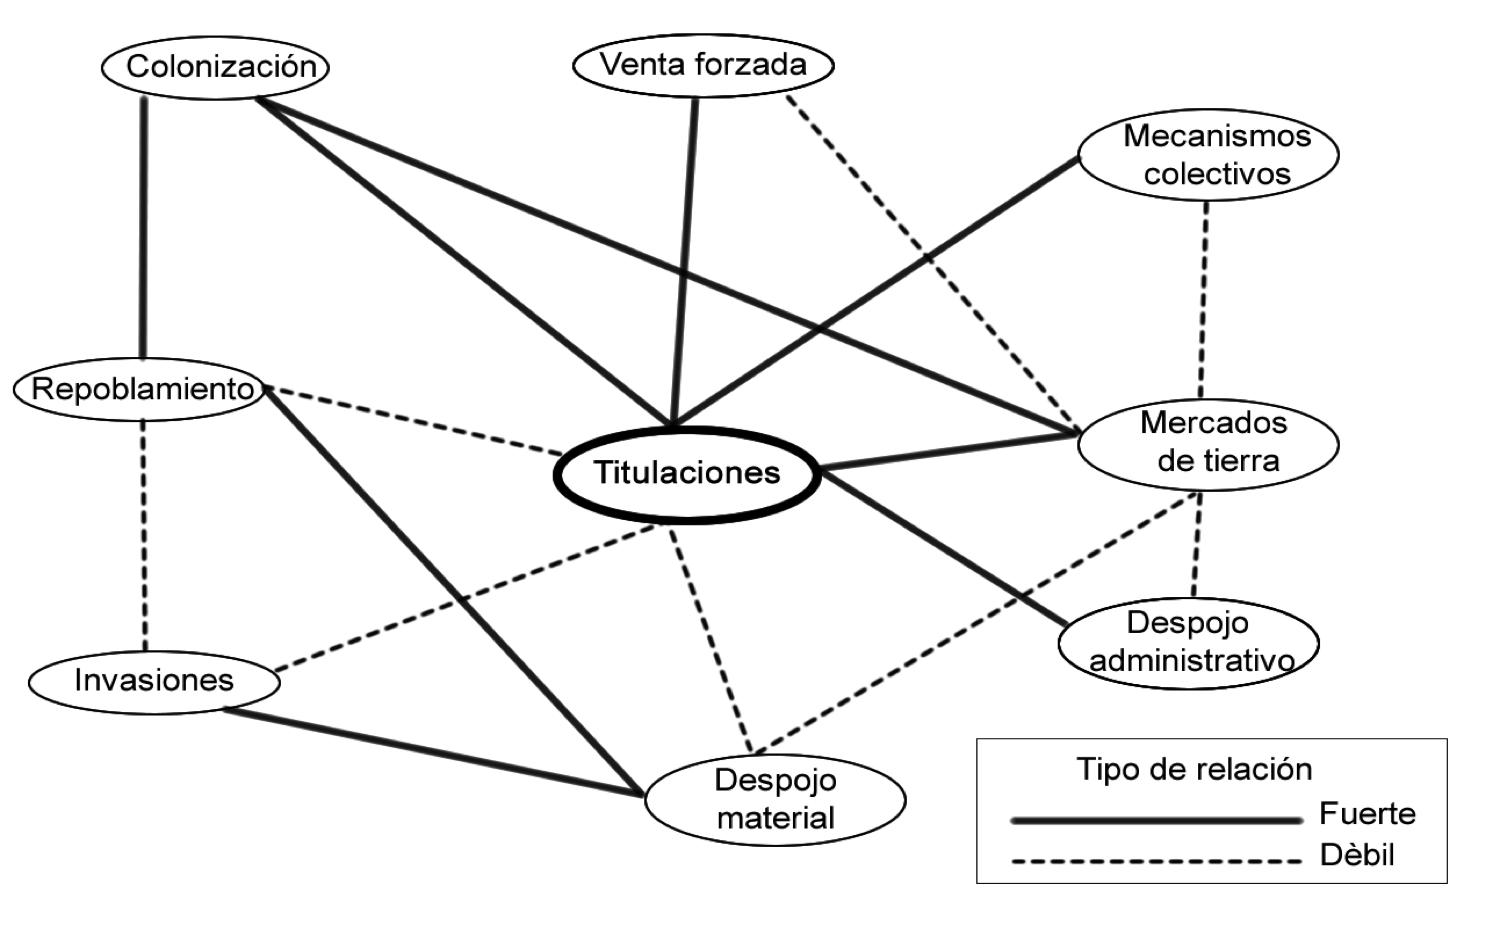 Colonización
Venta forzada
Mecanismos
colectivos
Repoblamiento
Titulaciones
Mercados
de tierra
Invasiones
Despojo
administrativo
Despojo
material
Tipo de relación
Fuerte
Dèbil